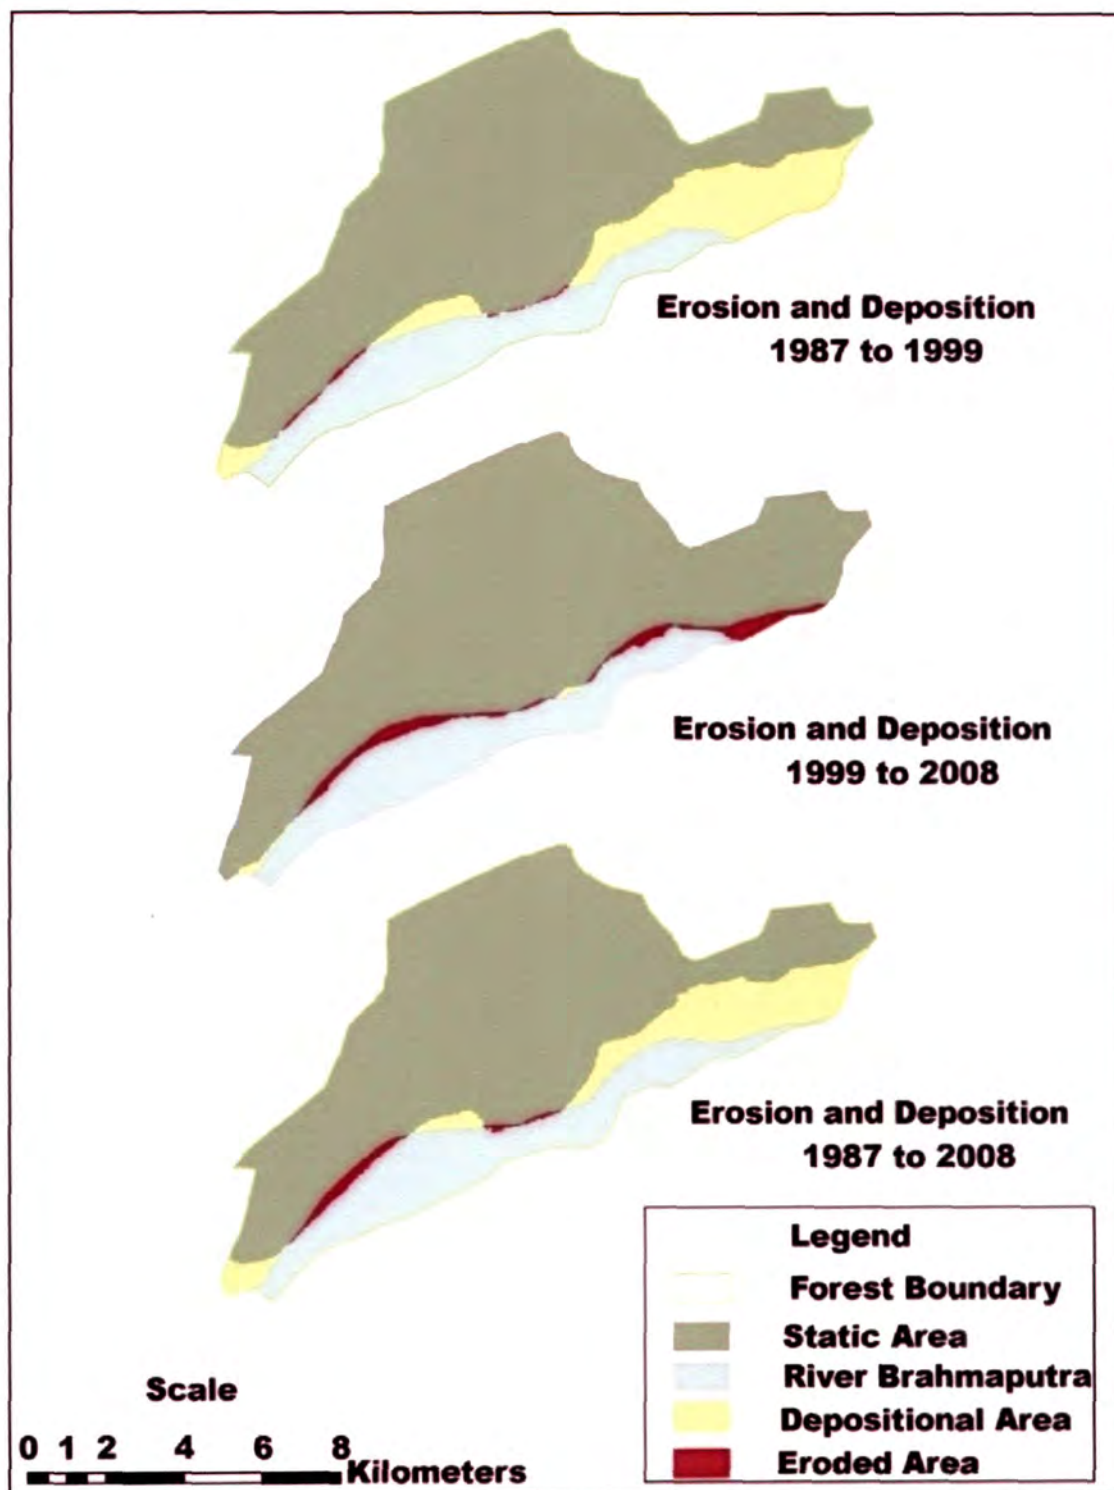 Erosion and Deposition
1987 to 1999
Erosion and Deposition
1999 to 2008
Erosion and Deposition
1987 to 2008
Legend
Forest Boundary
Static Area
River Brahmaputra
Depositional Area
Eroded Area
Scale
0 1 2 4 6 8
Kilometers